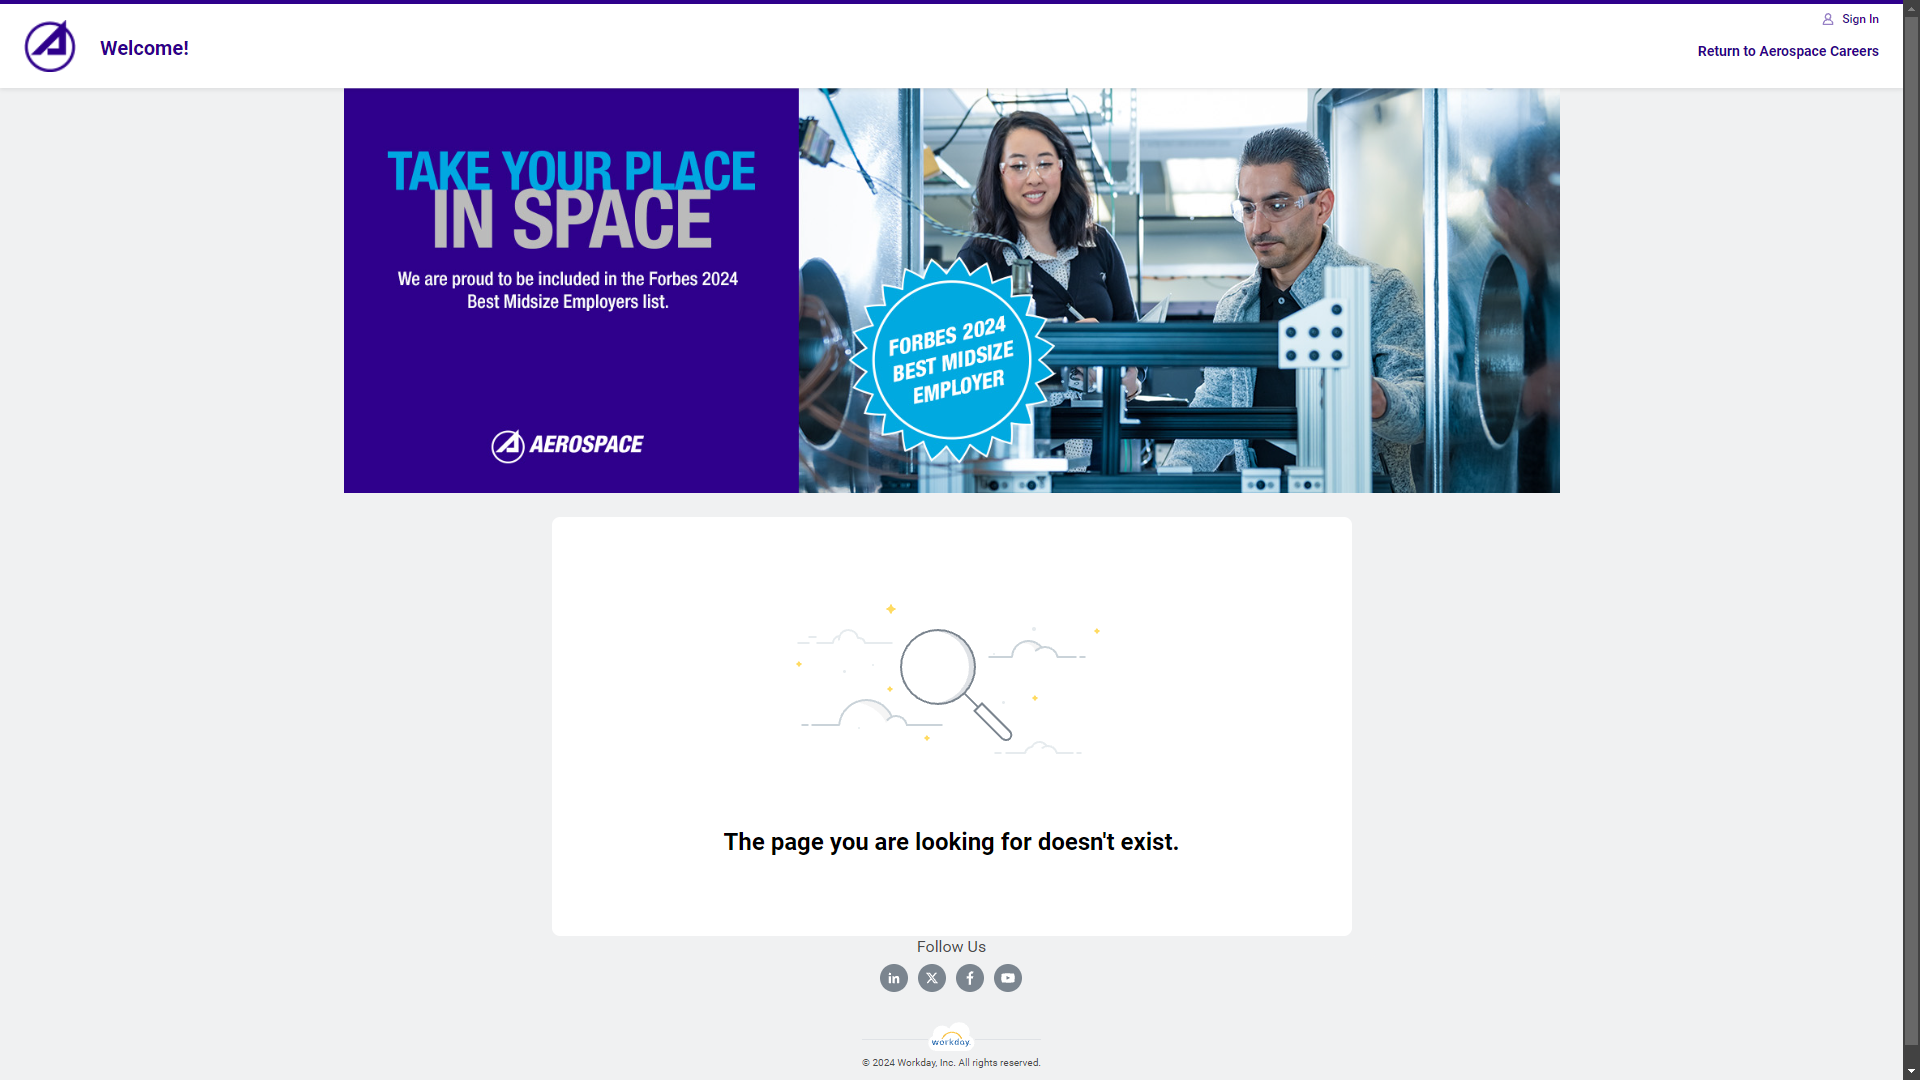 Sign In
Welcome!
Return to Aerospace Careers
TAKE YOUR PLACE
IN SPACE
We are proud to be included in the Forbes 2024
Best Midsize Employers list.
FORBES 2024
BEST MIDSIZE
EMPLOYER
AEROSPACE
The page you are looking for doesn't exist.
Follow Us
workday.
© 2024 Workday, Inc. All rights reserved.